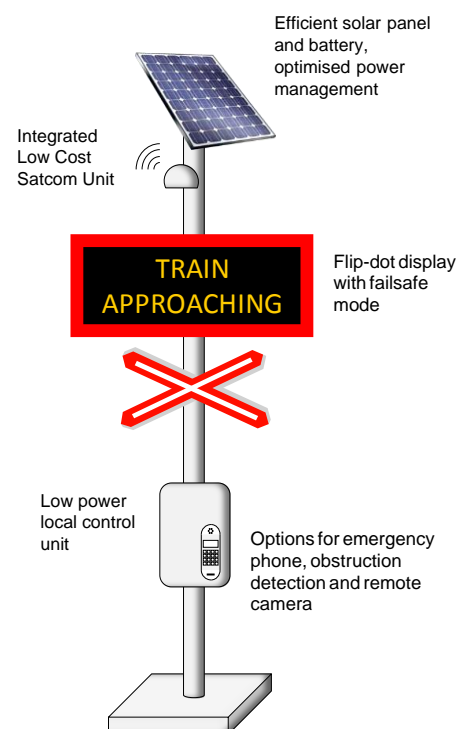 Efficient solar panel
and battery,
optimised power
management
Integrated
Low Cost
Satcom Unit
TRAIN
APPROACHING
Flip-dot display
with failsafe
mode
Low power
local control
unit
Options for emergency
phone, obstruction
detection and remote
camera